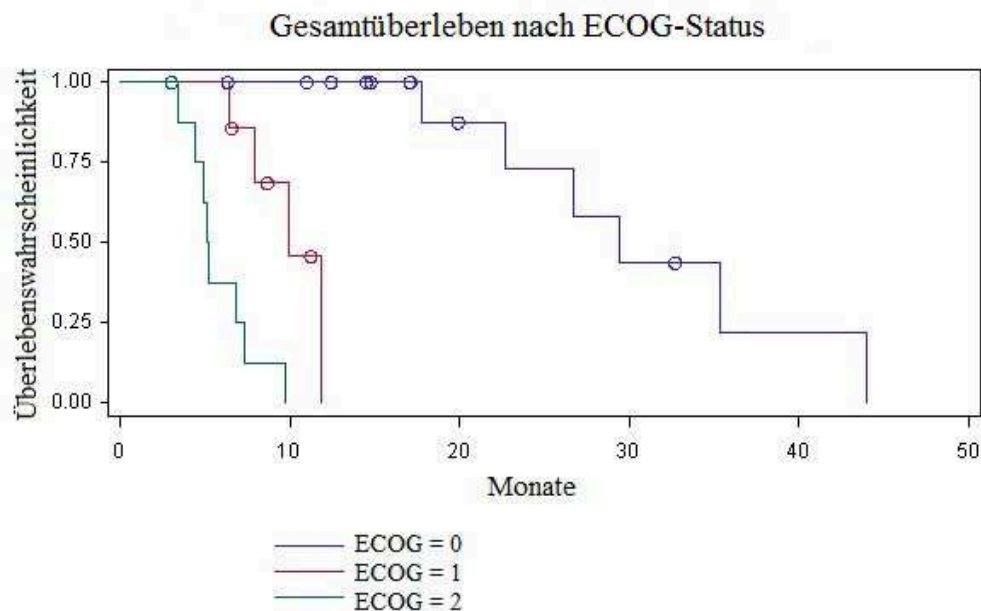 Gesamtüberleben nach ECOG-Status
Überlebenswahrscheinlichkeit
1.00
0.75
0.50
0.25
0.00
0 10 20 30 40 50
Monate
ECOG = 0
ECOG = 1
ECOG = 2